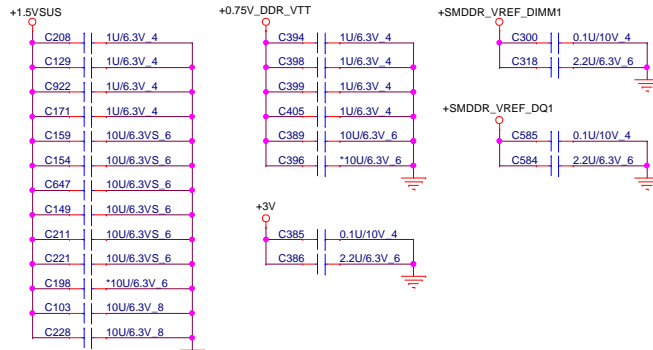 +1.5VSUS
C208 1U/6.3V_4
C129 1U/6.3V_4
C922 1U/6.3V_4
C171 1U/6.3V_4
C159 10U/6.3VS_6
C154 10U/6.3VS_6
C647 10U/6.3VS_6
C149 10U/6.3VS_6
C211 10U/6.3VS_6
C221 10U/6.3VS_6
C198 *10U/6.3V_6
C103 10U/6.3V_8
C228 10U/6.3V_8
+0.75V_DDR_VTT
C394 1U/6.3V_4
C398 1U/6.3V_4
C399 1U/6.3V_4
C405 1U/6.3V_4
C389 10U/6.3V_6
C396 *10U/6.3V_6
+3V
C385 0.1U/10V_4
C386 2.2U/6.3V_6
+SMDDR_VREF_DIMM1
C300 0.1U/10V_4
C318 2.2U/6.3V_6
+SMDDR_VREF_DQ1
C585 0.1U/10V_4
C584 2.2U/6.3V_6